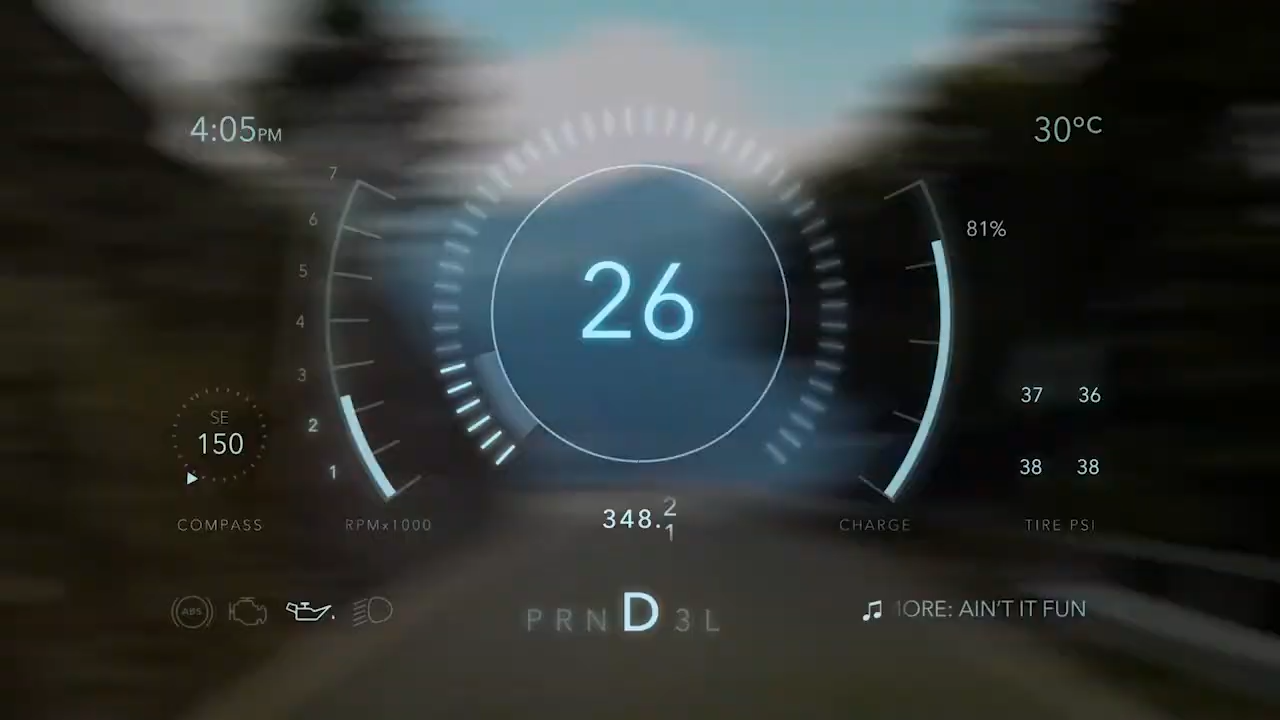 4:05PM
30°C
7
6
5
4
3
2
1
81%
26
SE
150
37 36
38 38
348.
2
1
COMPASS
RPMx1000
CHARGE
TIRE PSI
ABS
P R N D 3 L
ORE: AIN'T IT FUN